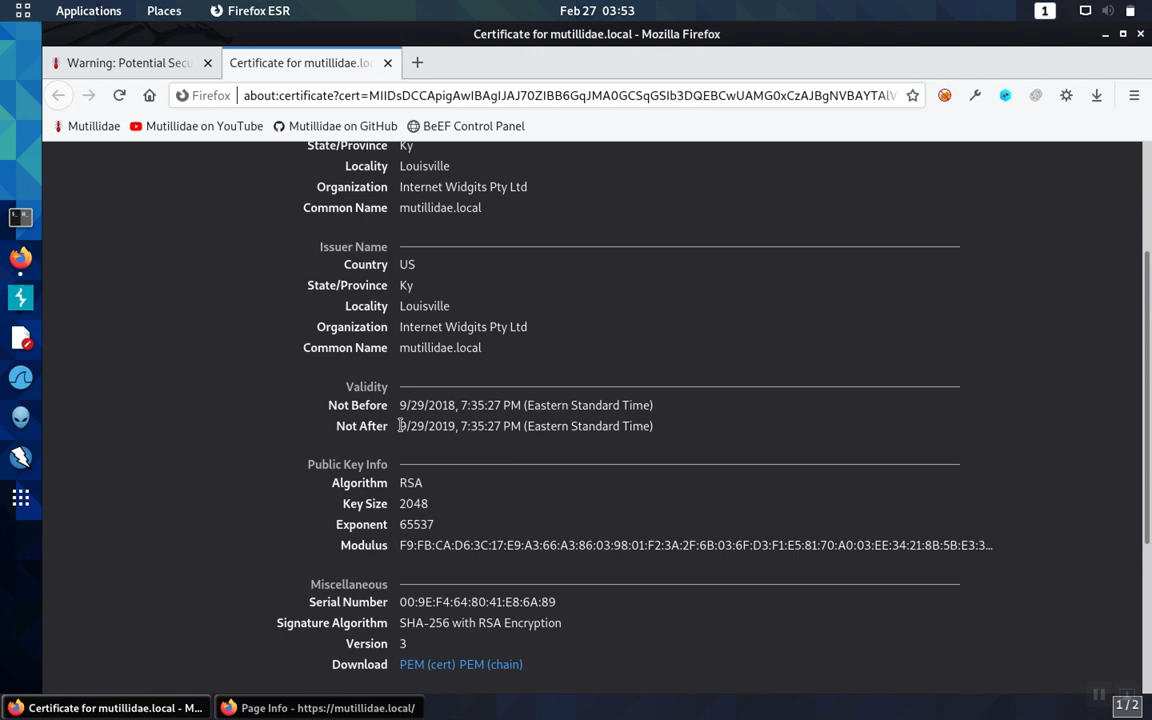 Applications Places Firefox ESR Feb 27 03:53 1
Certificate for mutillidae.local - Mozilla Firefox
Warning: Potential Secu Certificate for mutillidae.loc
Firefox about:certificate?cert=MIIDsDCCApigAwIBAgIJAJ70ZIBB6GqJMA0GCSqGSIb3DQEBCwUAMG0xCzAJBgNVBAYTAlV
Mutillidae Mutillidae on YouTube Mutillidae on GitHub BeEF Control Panel
State/Province Ky
Locality Louisville
Organization Internet Widgits Pty Ltd
Common Name mutillidae.local
Issuer Name
Country US
State/Province Ky
Locality Louisville
Organization Internet Widgits Pty Ltd
Common Name mutillidae.local
Validity
Not Before 9/29/2018, 7:35:27 PM (Eastern Standard Time)
Not After 9/29/2019, 7:35:27 PM (Eastern Standard Time)
Public Key Info
Algorithm RSA
Key Size 2048
Exponent 65537
Modulus F9:FB:CA:D6:3C:17:E9:A3:66:A3:86:03:98:01:F2:3A:2F:6B:03:6F:D3:F1:E5:81:70:A0:03:EE:34:21:8B:5B:E3:3...
Miscellaneous
Serial Number 00:9E:F4:64:80:41:E8:6A:89
Signature Algorithm SHA-256 with RSA Encryption
Version 3
Download PEM (cert) PEM (chain)
Certificate for mutillidae.local - M... Page Info - https://mutillidae.local/ 1/2